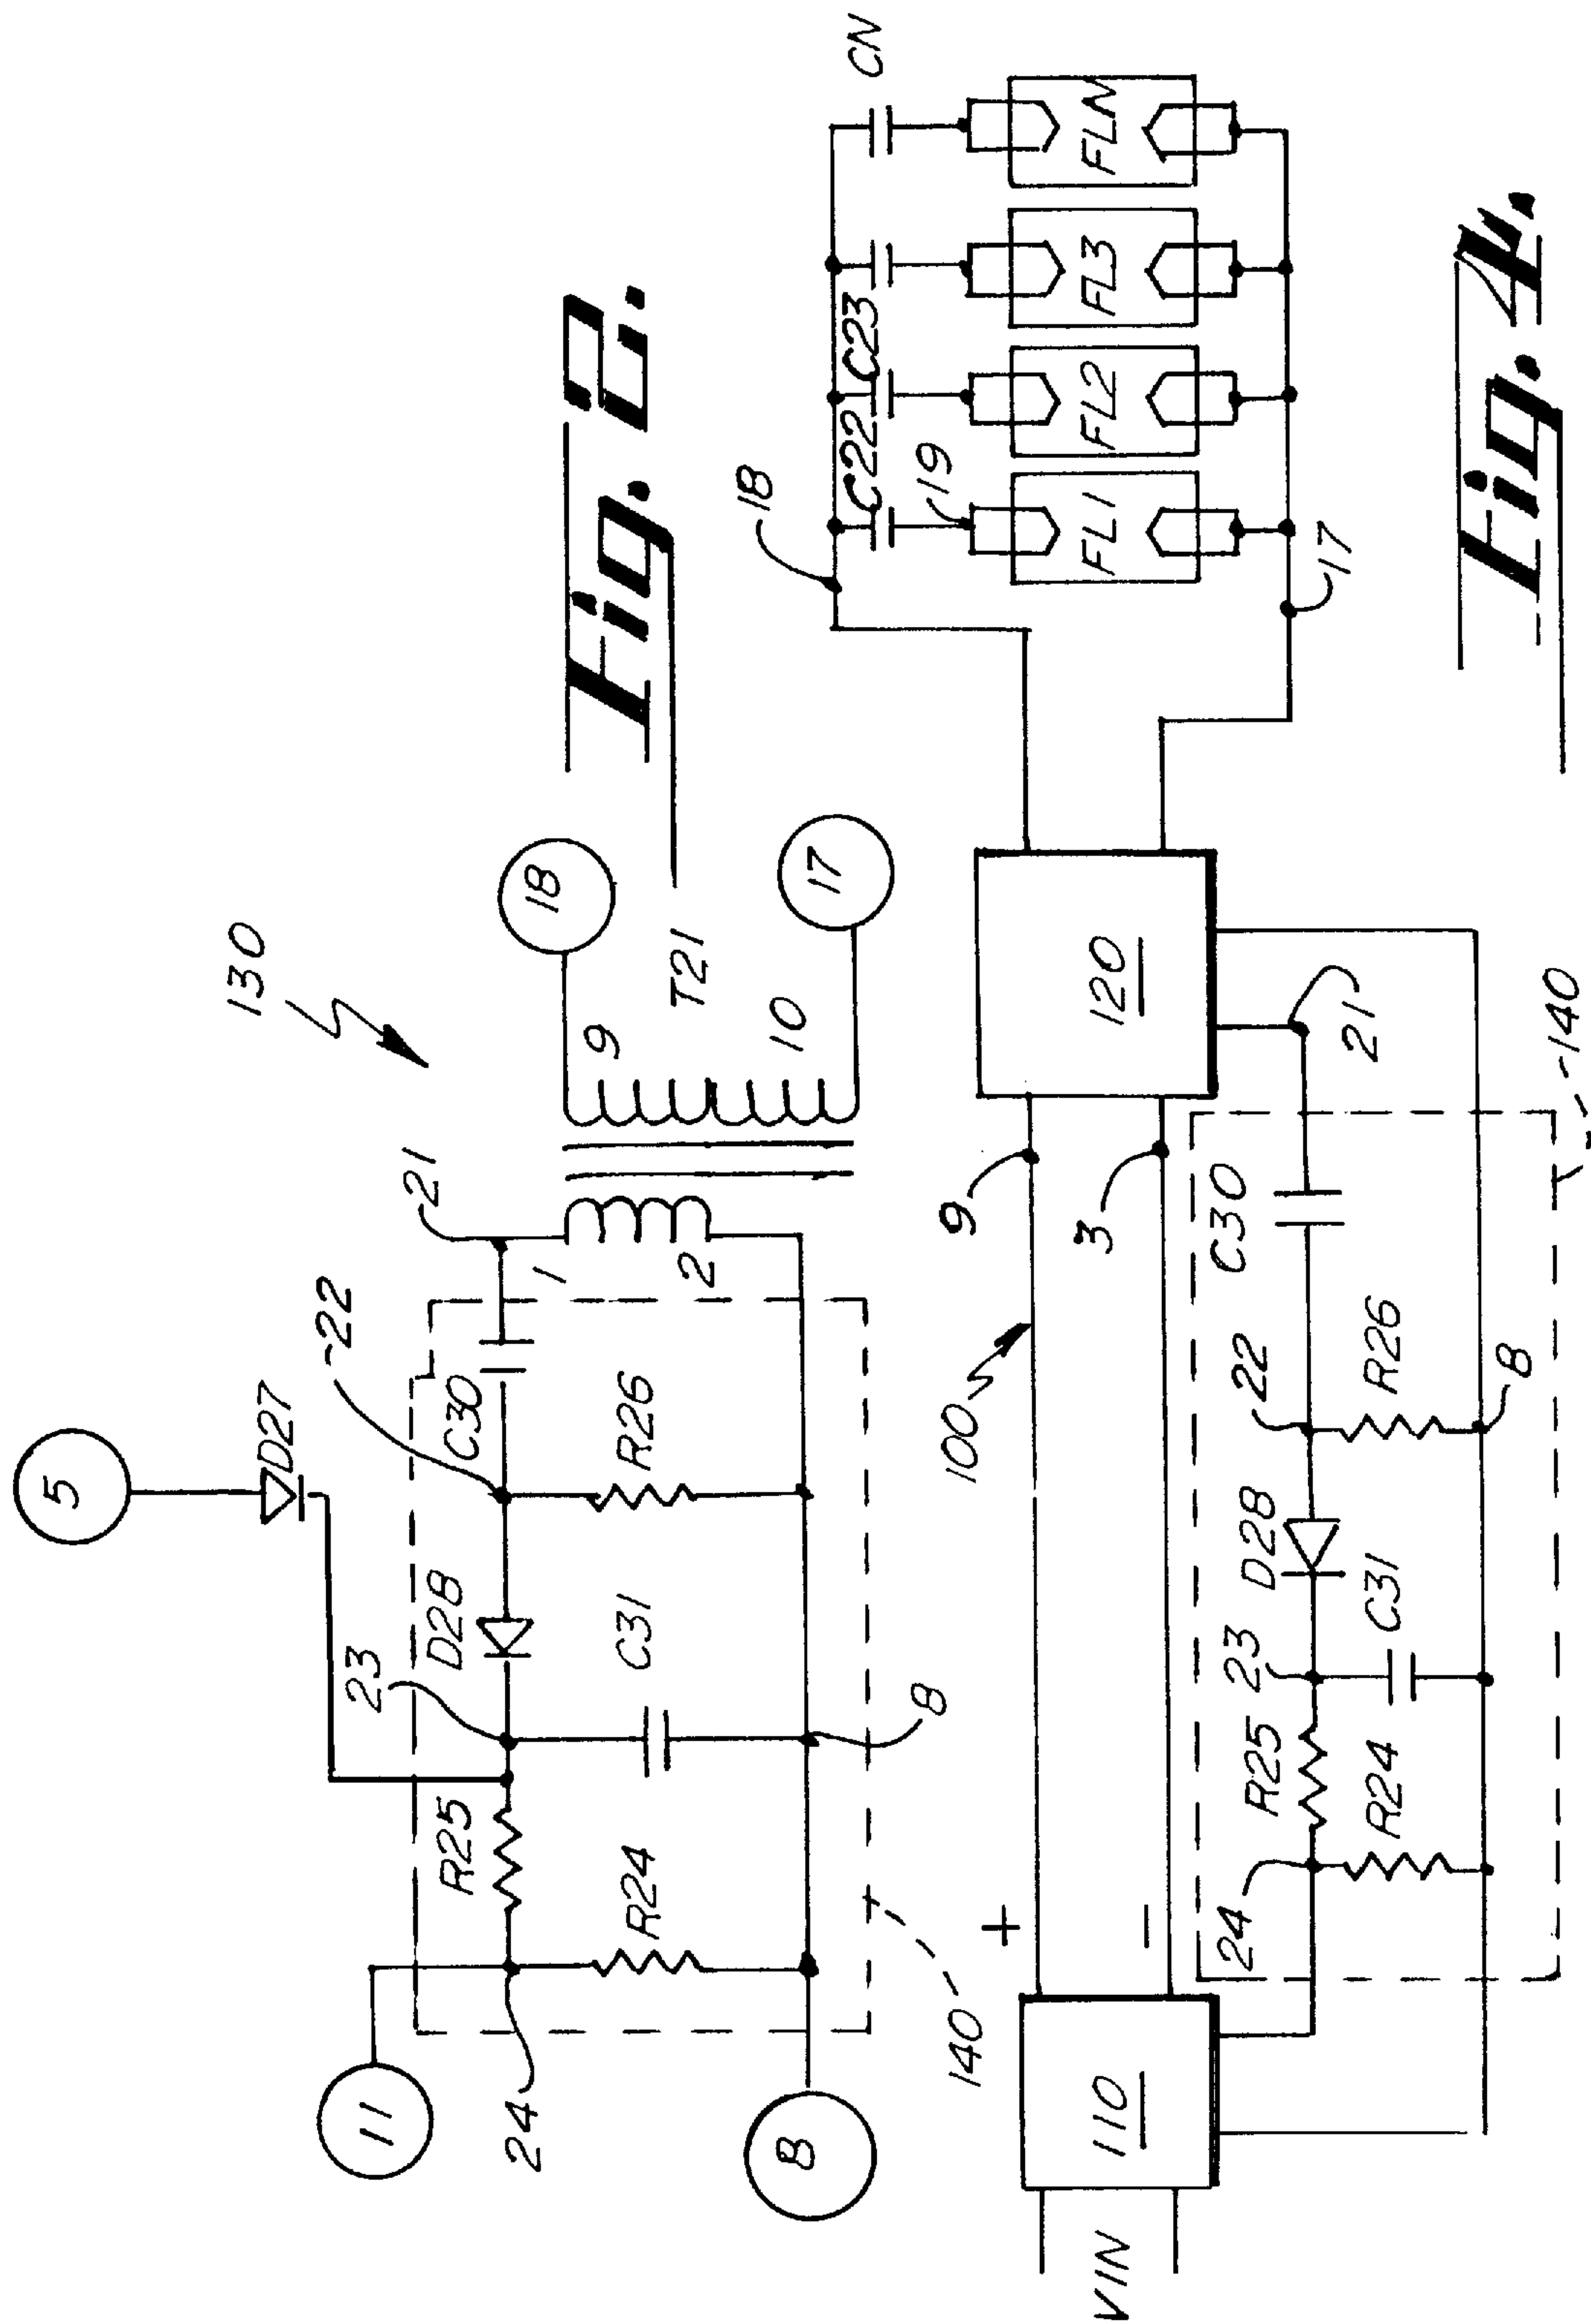 130
5
D27
21
18
22
1
9
C30
D28
23
R25
R26
C31
T21
11
2
10
R24
24
17
8
8
140
Fig. 2.
18
CN
C22
C23
19
100
9
+
120
FL1
FL2
FL3
FLN
VIN
110
3
−
17
C30
21
22
D28
R25
23
24
R26
C31
R24
8
140
Fig. 4.